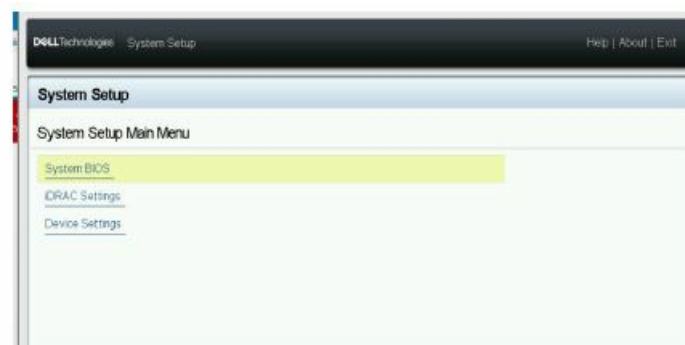 DELLTechnologies System Setup Help | About | Exit
System Setup
System Setup Main Menu
System BIOS
iDRAC Settings
Device Settings